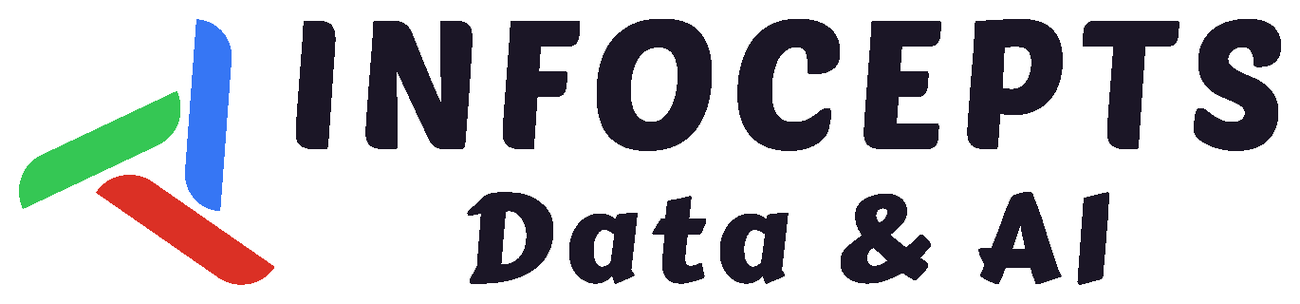 INFOCEPTS
Data & AI